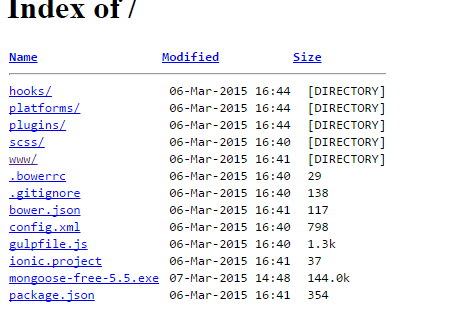 Index of /
Name Modified Size
hooks/ 06-Mar-2015 16:44 [DIRECTORY]
platforms/ 06-Mar-2015 16:44 [DIRECTORY]
plugins/ 06-Mar-2015 16:44 [DIRECTORY]
scss/ 06-Mar-2015 16:40 [DIRECTORY]
www/ 06-Mar-2015 16:41 [DIRECTORY]
.bowerrc 06-Mar-2015 16:40 29
.gitignore 06-Mar-2015 16:40 138
bower.json 06-Mar-2015 16:41 117
config.xml 06-Mar-2015 16:40 798
gulpfile.js 06-Mar-2015 16:40 1.3k
ionic.project 06-Mar-2015 16:41 37
mongoose-free-5.5.exe 07-Mar-2015 14:48 144.0k
package.json 06-Mar-2015 16:41 354